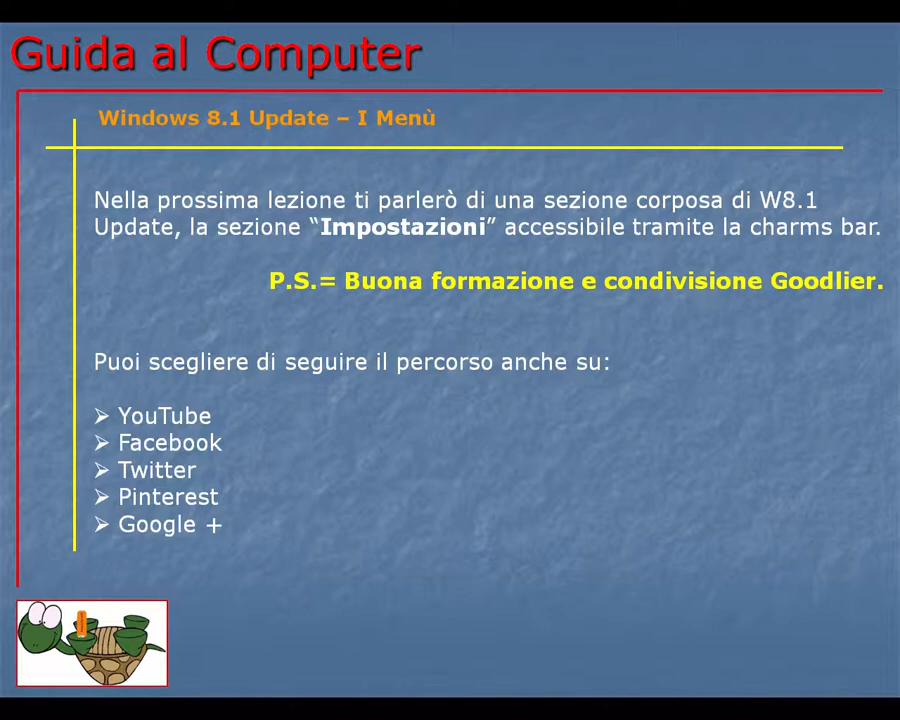 Guida al Computer
Windows 8.1 Update – I Menù
Nella prossima lezione ti parlerò di una sezione corposa di W8.1
Update, la sezione “Impostazioni” accessibile tramite la charms bar.
P.S.= Buona formazione e condivisione Goodlier.
Puoi scegliere di seguire il percorso anche su:
➢ YouTube
➢ Facebook
➢ Twitter
➢ Pinterest
➢ Google +